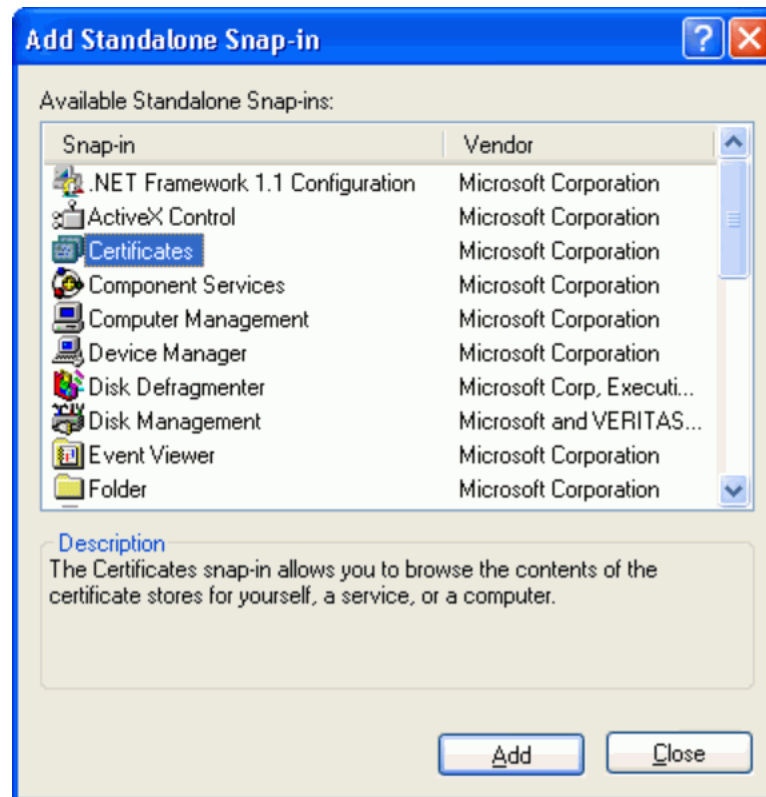 Add Standalone Snap-in
Available Standalone Snap-ins:
Snap-in Vendor
.NET Framework 1.1 Configuration Microsoft Corporation
ActiveX Control Microsoft Corporation
Certificates Microsoft Corporation
Component Services Microsoft Corporation
Computer Management Microsoft Corporation
Device Manager Microsoft Corporation
Disk Defragmenter Microsoft Corp, Executi...
Disk Management Microsoft and VERITAS...
Event Viewer Microsoft Corporation
Folder Microsoft Corporation
Description
The Certificates snap-in allows you to browse the contents of the
certificate stores for yourself, a service, or a computer.
Add Close